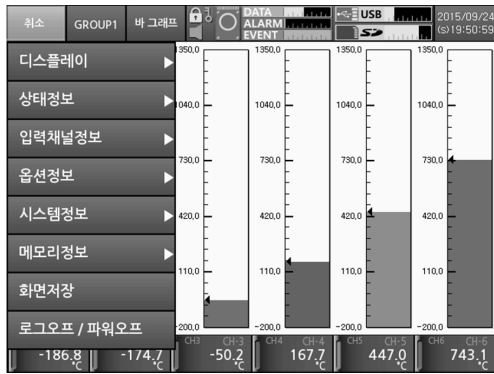 취소 GROUP1 바 그래프 DATA ALARM EVENT USB SD 2015/09/24 (s)19:50:59
디스플레이
상태정보
입력채널정보
옵션정보
시스템정보
메모리정보
화면저장
로그오프 / 파워오프
1350.0 1350.0 1350.0 1350.0
1040.0 1040.0 1040.0 1040.0
730.0 730.0 730.0 730.0
420.0 420.0 420.0 420.0
110.0 110.0 110.0 110.0
-200.0 -200.0 -200.0 -200.0
CH3 CH-3 CH4 CH-4 CH5 CH-5 CH6 CH-6
-186.8 -174.7 -50.2 167.7 447.0 743.1
°C °C °C °C °C °C